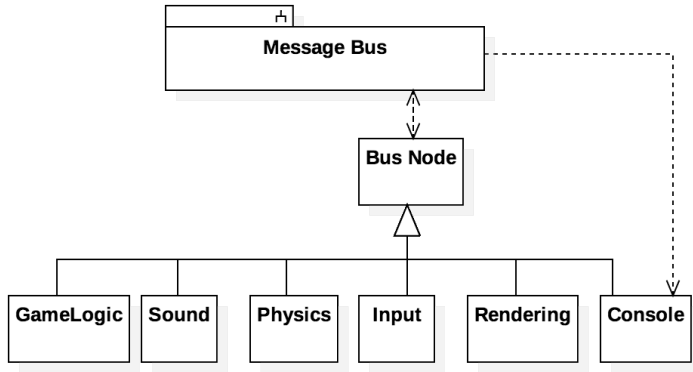 Message Bus
Bus Node
GameLogic
Sound
Physics
Input
Rendering
Console